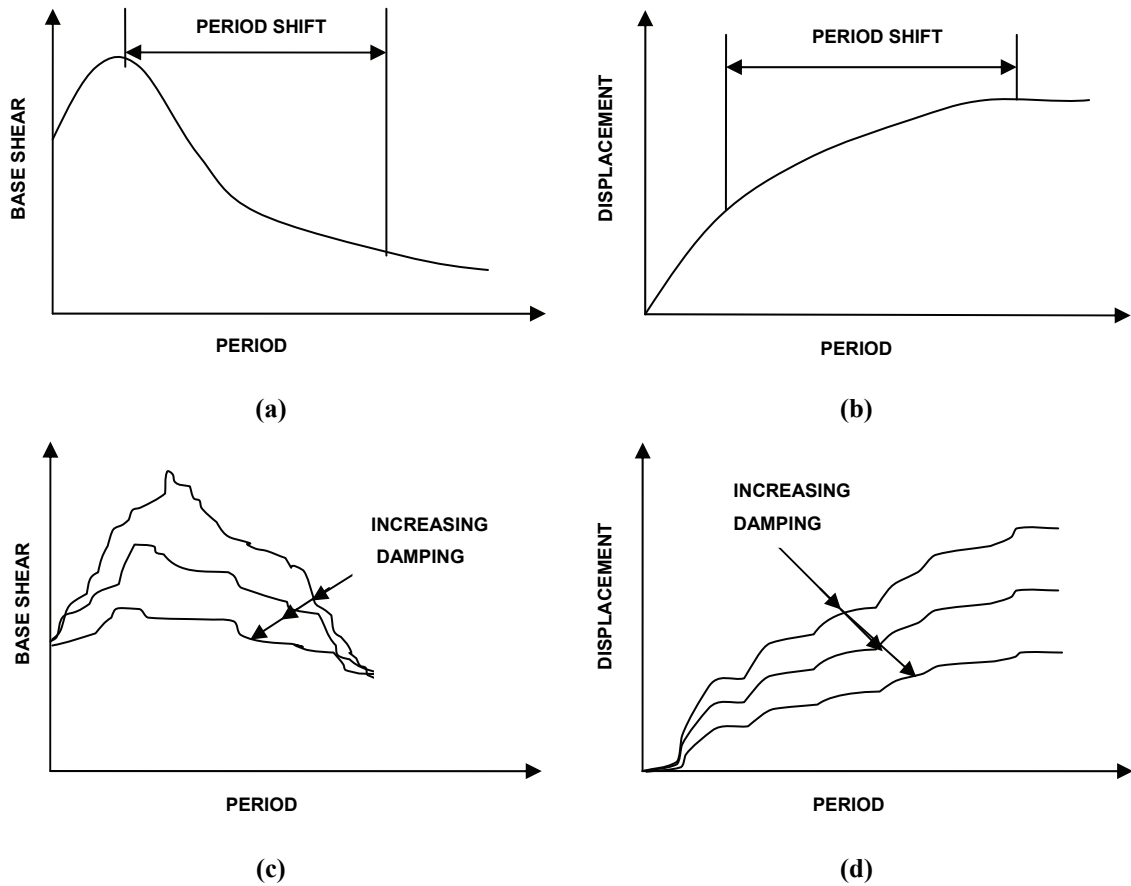 PERIOD SHIFT
BASE SHEAR
PERIOD
(a)
PERIOD SHIFT
DISPLACEMENT
PERIOD
(b)
INCREASING
DAMPING
BASE SHEAR
PERIOD
(c)
INCREASING
DAMPING
DISPLACEMENT
PERIOD
(d)